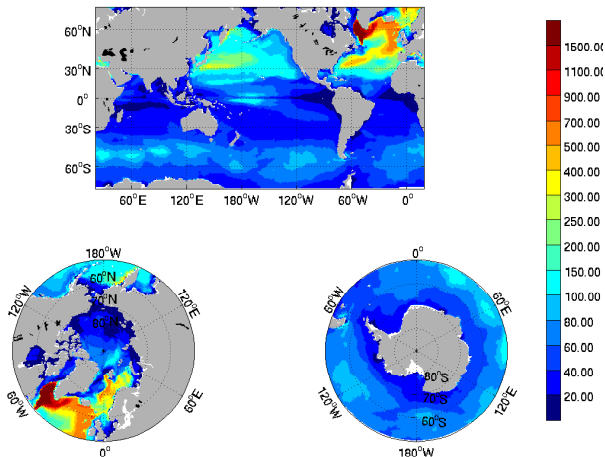 60°N
30°N
0°
30°S
60°S
60°E
120°E
180°W
120°W
60°W
0°
1500.00
1100.00
900.00
700.00
500.00
400.00
300.00
250.00
200.00
150.00
100.00
80.00
60.00
40.00
20.00
180°W
120°W
120°E
60°N
70°N
80°N
60°W
60°E
0°
0°
60°W
60°E
80°S
70°S
60°S
120°W
120°E
180°W